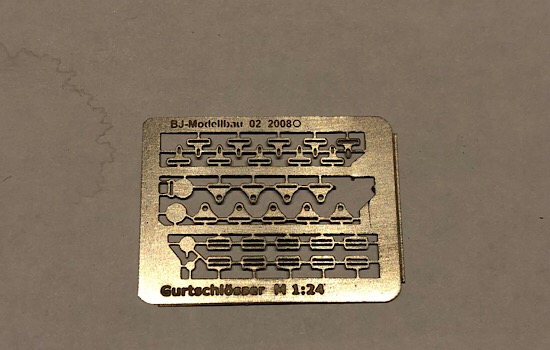 BJ-Modellbau 02 2008
Gurtschlösser M 1:24